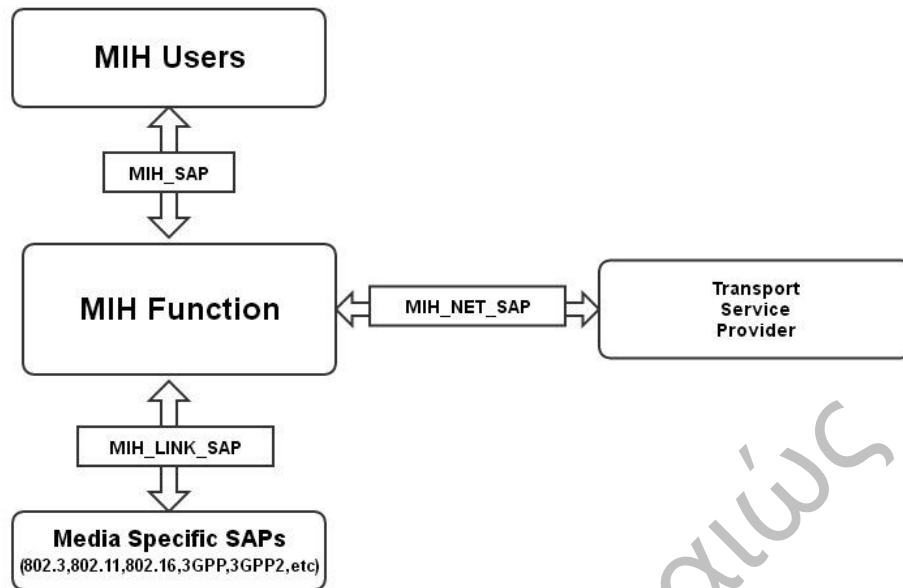 MIH Users
MIH_SAP
MIH Function
MIH_NET_SAP
Transport
Service
Provider
MIH_LINK_SAP
Media Specific SAPs
(802.3,802.11,802.16,3GPP,3GPP2,etc)